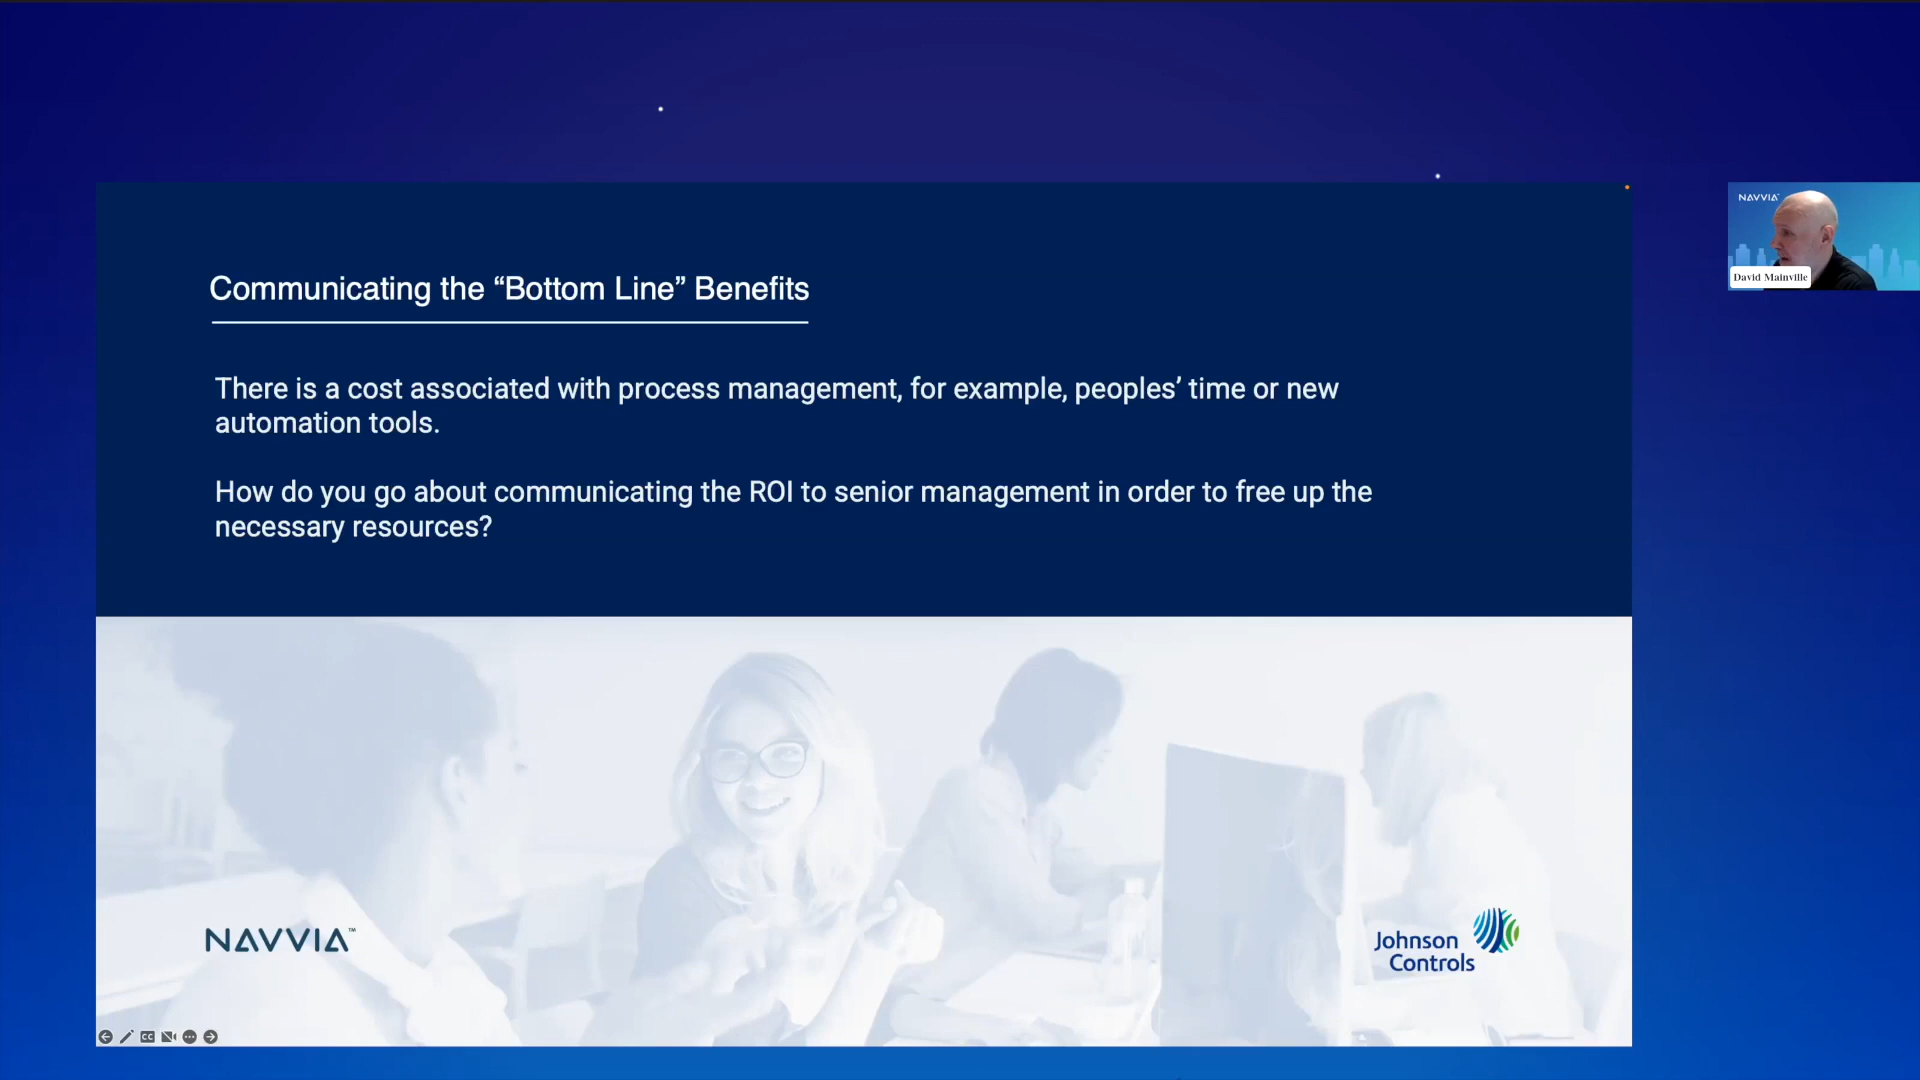 NAVVIA
David Mainville
Communicating the “Bottom Line” Benefits
There is a cost associated with process management, for example, peoples’ time or new
automation tools.
How do you go about communicating the ROI to senior management in order to free up the
necessary resources?
NAVVIA™
Johnson
Controls
CC